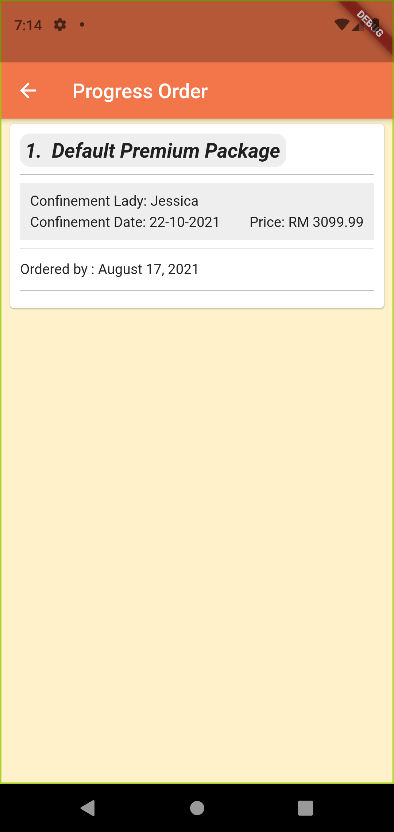 7:14
DEBUG
Progress Order
1. Default Premium Package
Confinement Lady: Jessica
Confinement Date: 22-10-2021 Price: RM 3099.99
Ordered by : August 17, 2021